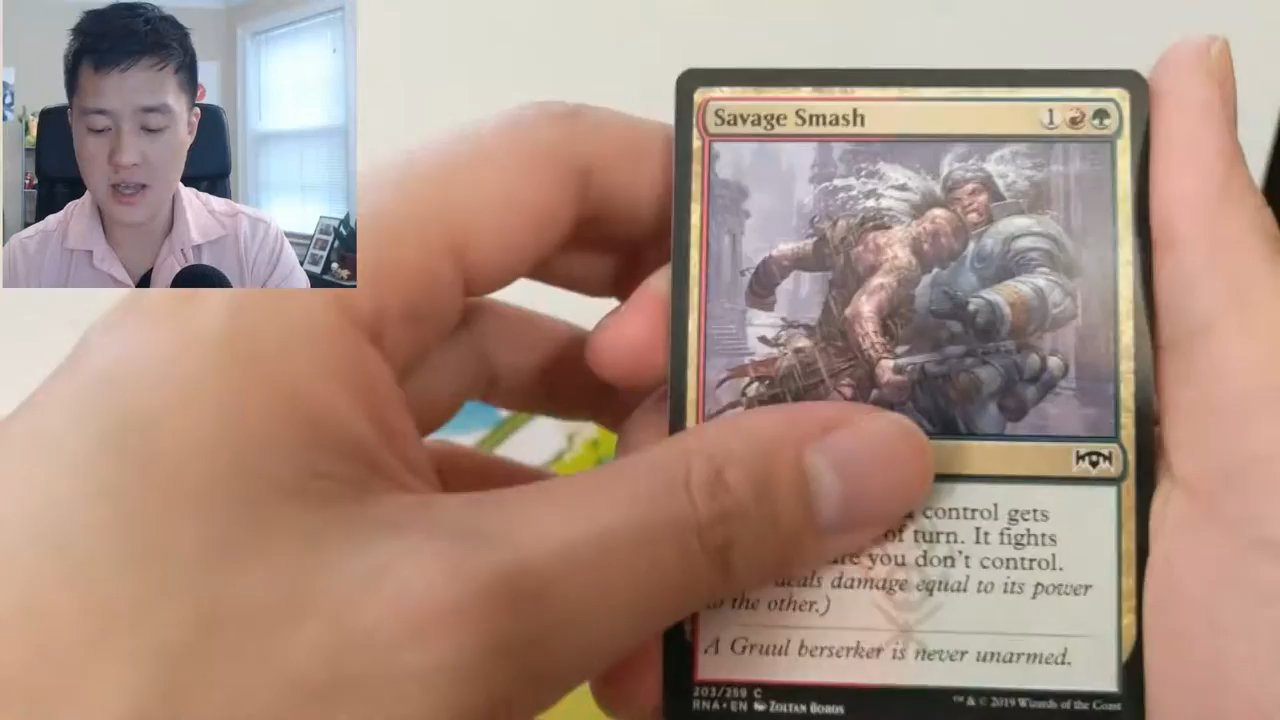 Savage Smash 1
control gets
of turn. It fights
you don't control.
damage equal to its power
the other.)
A Gruul berserker is never unarmed.
203/259 C
RNA • EN ZOLTAN BOROS
™ & © 2019 Wizards of the Coast